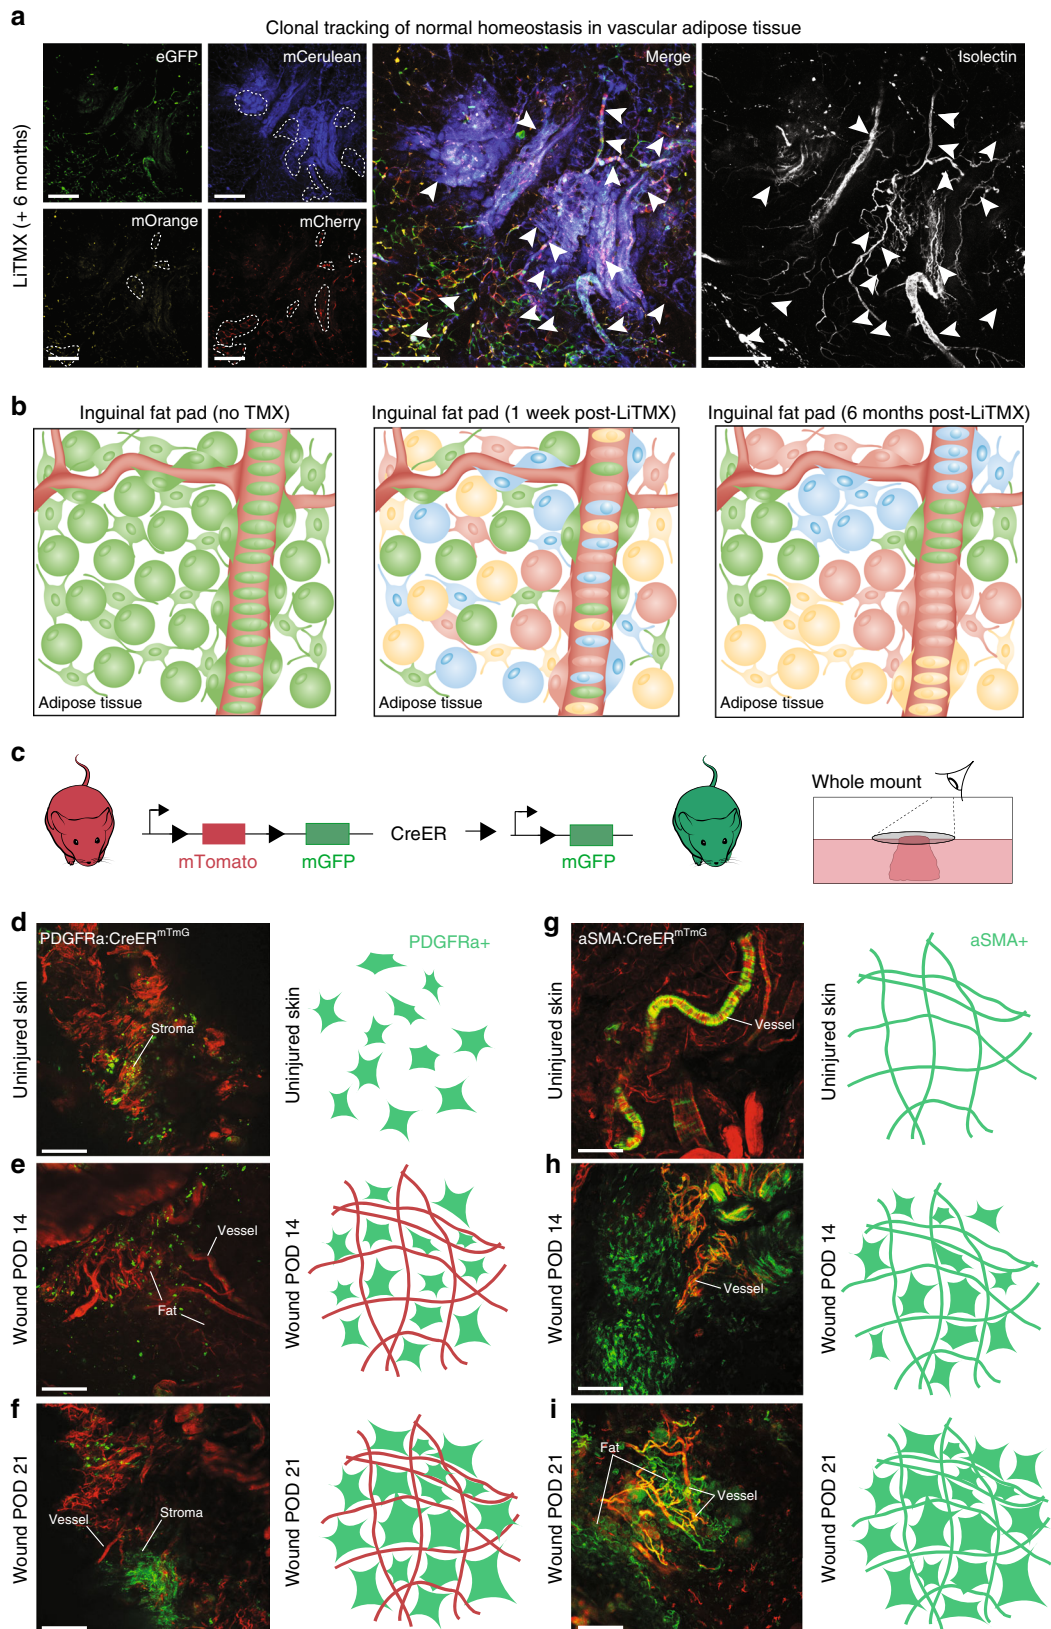 a
Clonal tracking of normal homeostasis in vascular adipose tissue
LiTMX (+ 6 months)
eGFP
mCerulean
Merge
Isolectin
mOrange
mCherry
b
Inguinal fat pad (no TMX)
Inguinal fat pad (1 week post-LiTMX)
Inguinal fat pad (6 months post-LiTMX)
Adipose tissue
Adipose tissue
Adipose tissue
c
mTomato
mGFP
CreER
mGFP
Whole mount
d
Uninjured skin
PDGFRa:CreERmTmG
Stroma
Uninjured skin
PDGFRa+
e
Wound POD 14
Vessel
Fat
Wound POD 14
f
Wound POD 21
Vessel
Stroma
Wound POD 21
g
Uninjured skin
aSMA:CreERmTmG
Vessel
Uninjured skin
aSMA+
h
Wound POD 14
Vessel
Wound POD 14
i
Wound POD 21
Fat
Vessel
Wound POD 21